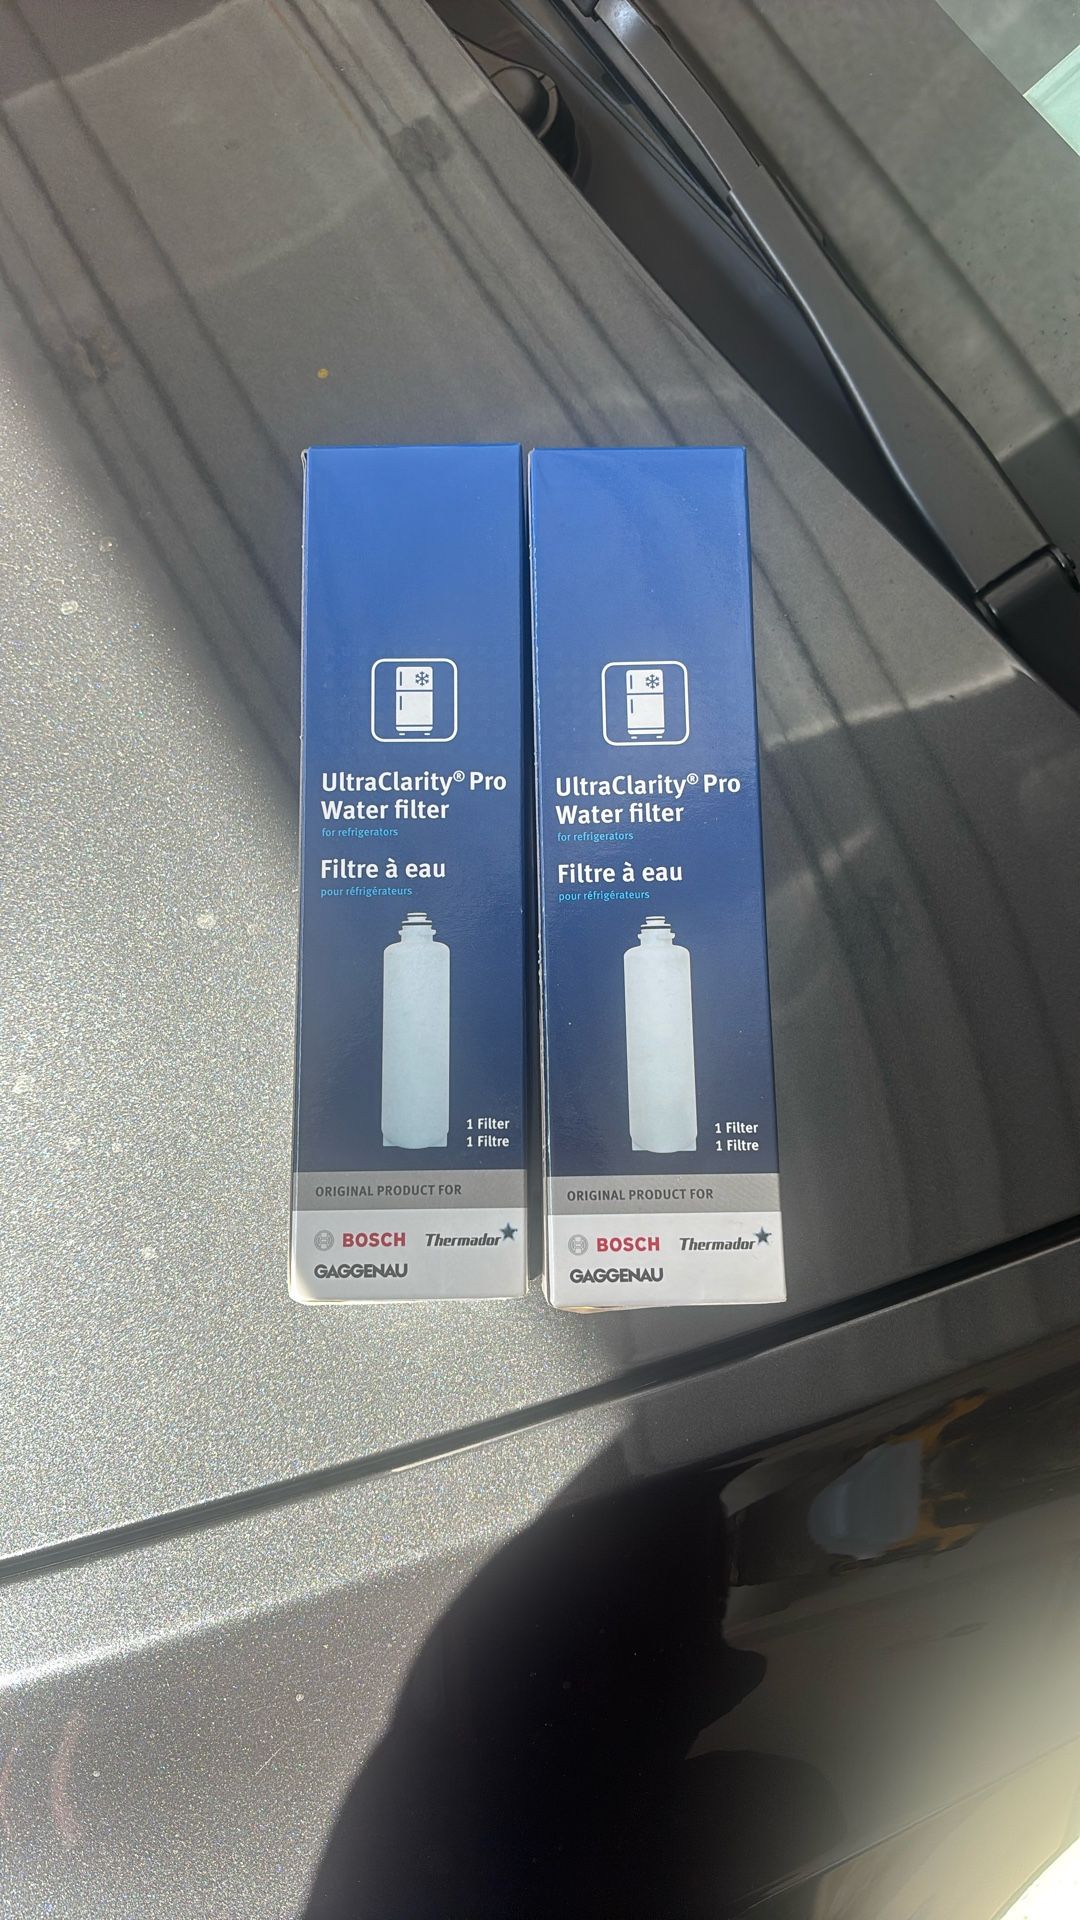 UltraClarity® Pro
Water filter
for refrigerators
Filtre à eau
pour réfrigérateurs
1 Filter
1 Filtre
ORIGINAL PRODUCT FOR
BOSCH Thermador
GAGGENAU
UltraClarity® Pro
Water filter
for refrigerators
Filtre à eau
pour réfrigérateurs
1 Filter
1 Filtre
ORIGINAL PRODUCT FOR
BOSCH Thermador
GAGGENAU